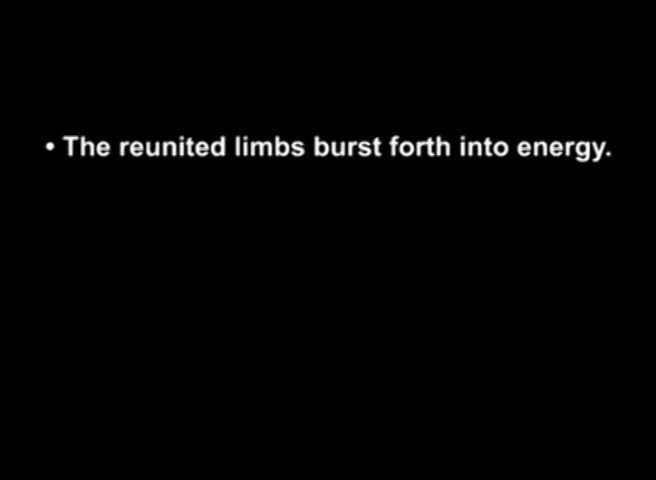 • The reunited limbs burst forth into energy.